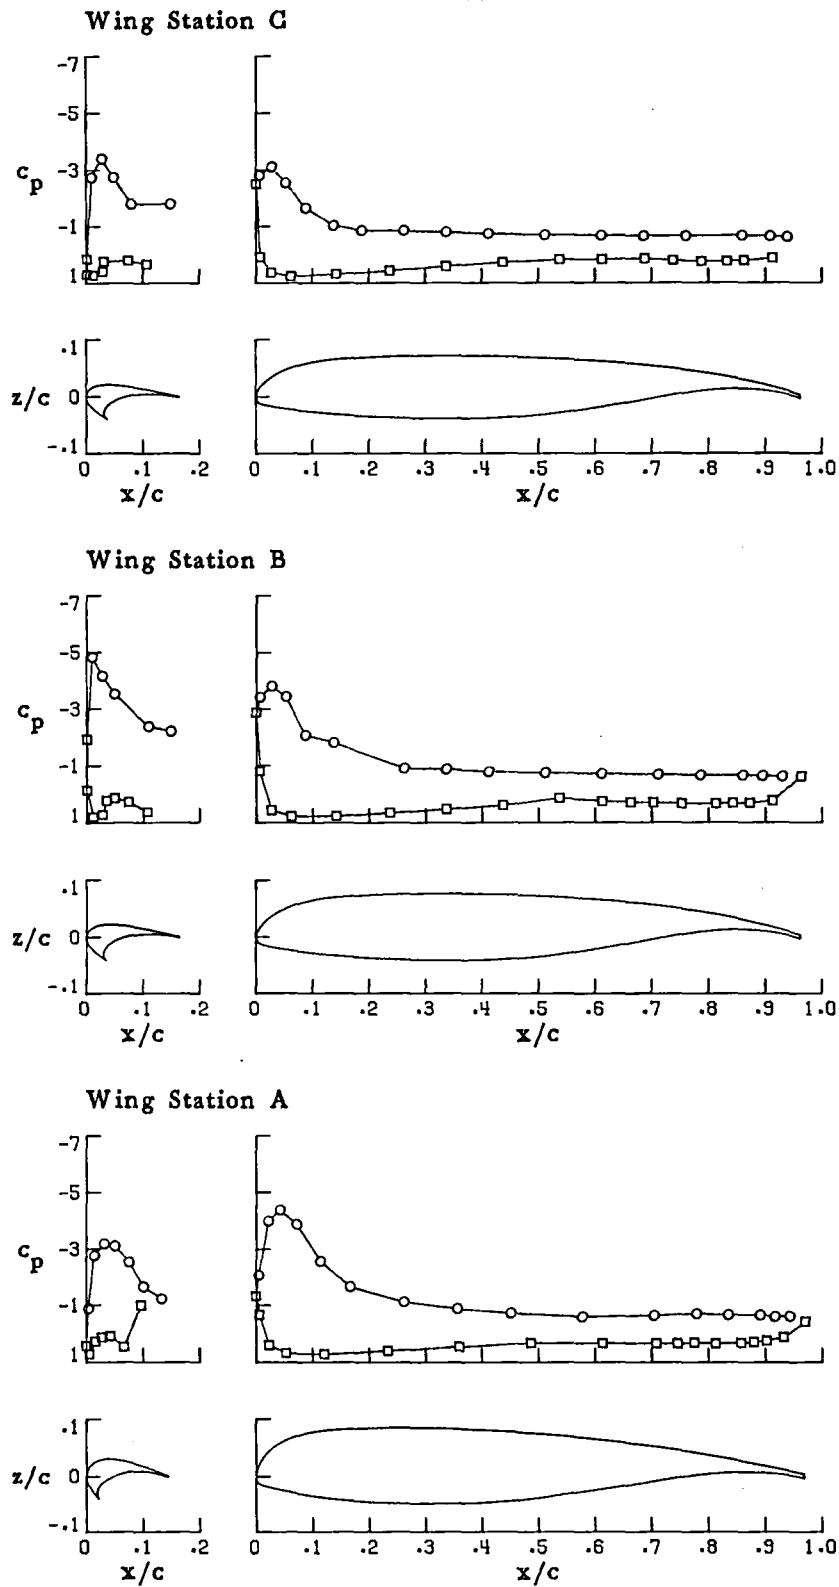 Wing Station C
-7
-5
c_p -3
-1
1
.1
z/c 0
-.1
0 .1 .2 0 .1 .2 .3 .4 .5 .6 .7 .8 .9 1.0
x/c x/c
Wing Station B
-7
-5
c_p -3
-1
1
.1
z/c 0
-.1
0 .1 .2 0 .1 .2 .3 .4 .5 .6 .7 .8 .9 1.0
x/c x/c
Wing Station A
-7
-5
c_p -3
-1
1
.1
z/c 0
-.1
0 .1 .2 0 .1 .2 .3 .4 .5 .6 .7 .8 .9 1.0
x/c x/c